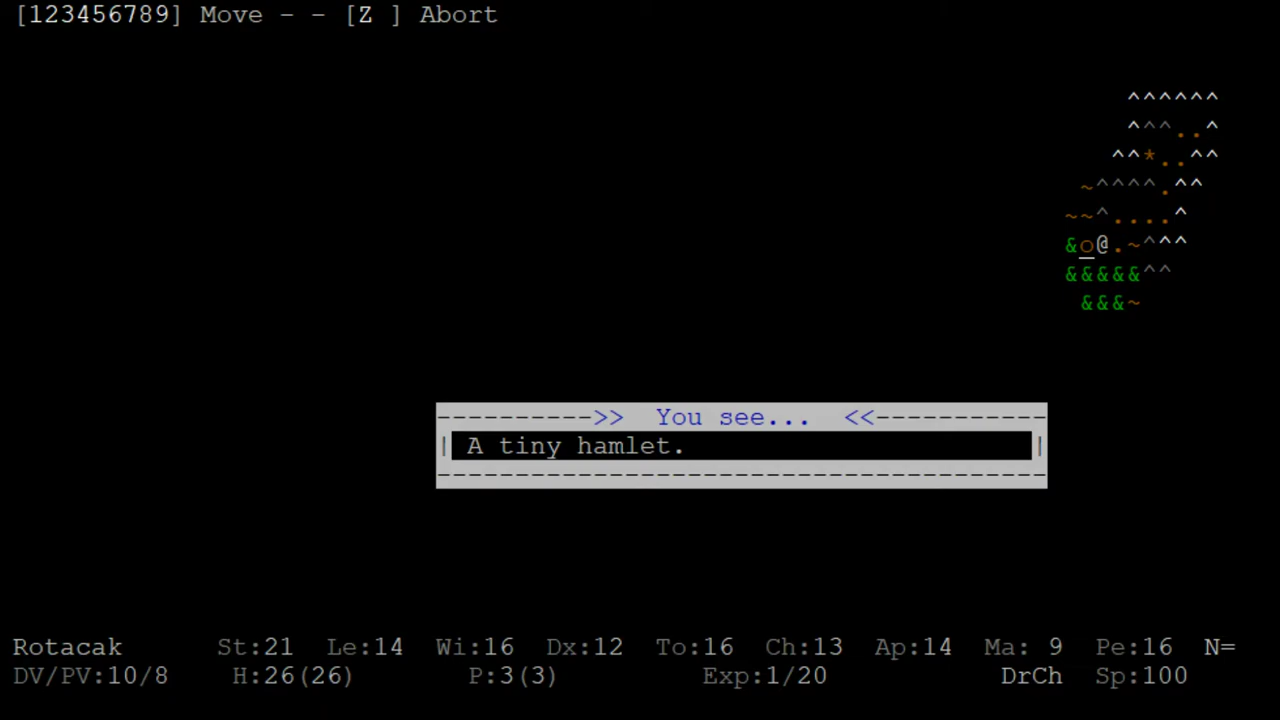 [123456789] Move - - [Z ] Abort
^^^^^^
^^^..^
^^*..^^
~^^^^.^^
~~^....^
&o@.~^^^
&&&&&^^
&&&~
---------->>  You see...  <<-----------
| A tiny hamlet. |
---------------------------------------
Rotacak St:21 Le:14 Wi:16 Dx:12 To:16 Ch:13 Ap:14 Ma: 9 Pe:16 N=
DV/PV:10/8 H:26(26) P:3(3) Exp:1/20 DrCh Sp:100